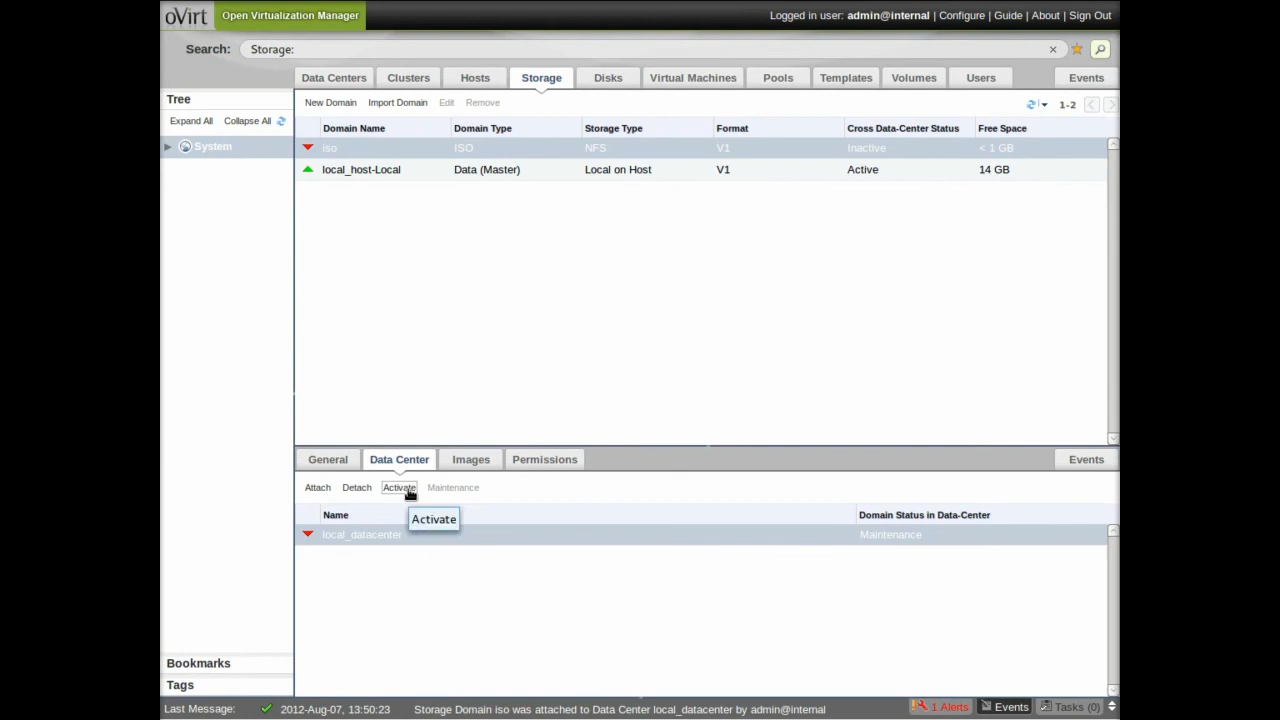 oVirt Open Virtualization Manager
Logged in user: admin@internal | Configure | Guide | About | Sign Out
Search: Storage:
Data Centers Clusters Hosts Storage Disks Virtual Machines Pools Templates Volumes Users Events
Tree
Expand All Collapse All
System
New Domain Import Domain Edit Remove 1-2
Domain Name Domain Type Storage Type Format Cross Data-Center Status Free Space
iso ISO NFS V1 Inactive < 1 GB
local_host-Local Data (Master) Local on Host V1 Active 14 GB
General Data Center Images Permissions Events
Attach Detach Activate Maintenance
Name Domain Status in Data-Center
Activate
local_datacenter Maintenance
Bookmarks
Tags
Last Message: 2012-Aug-07, 13:50:23 Storage Domain iso was attached to Data Center local_datacenter by admin@internal 1 Alerts Events Tasks (0)